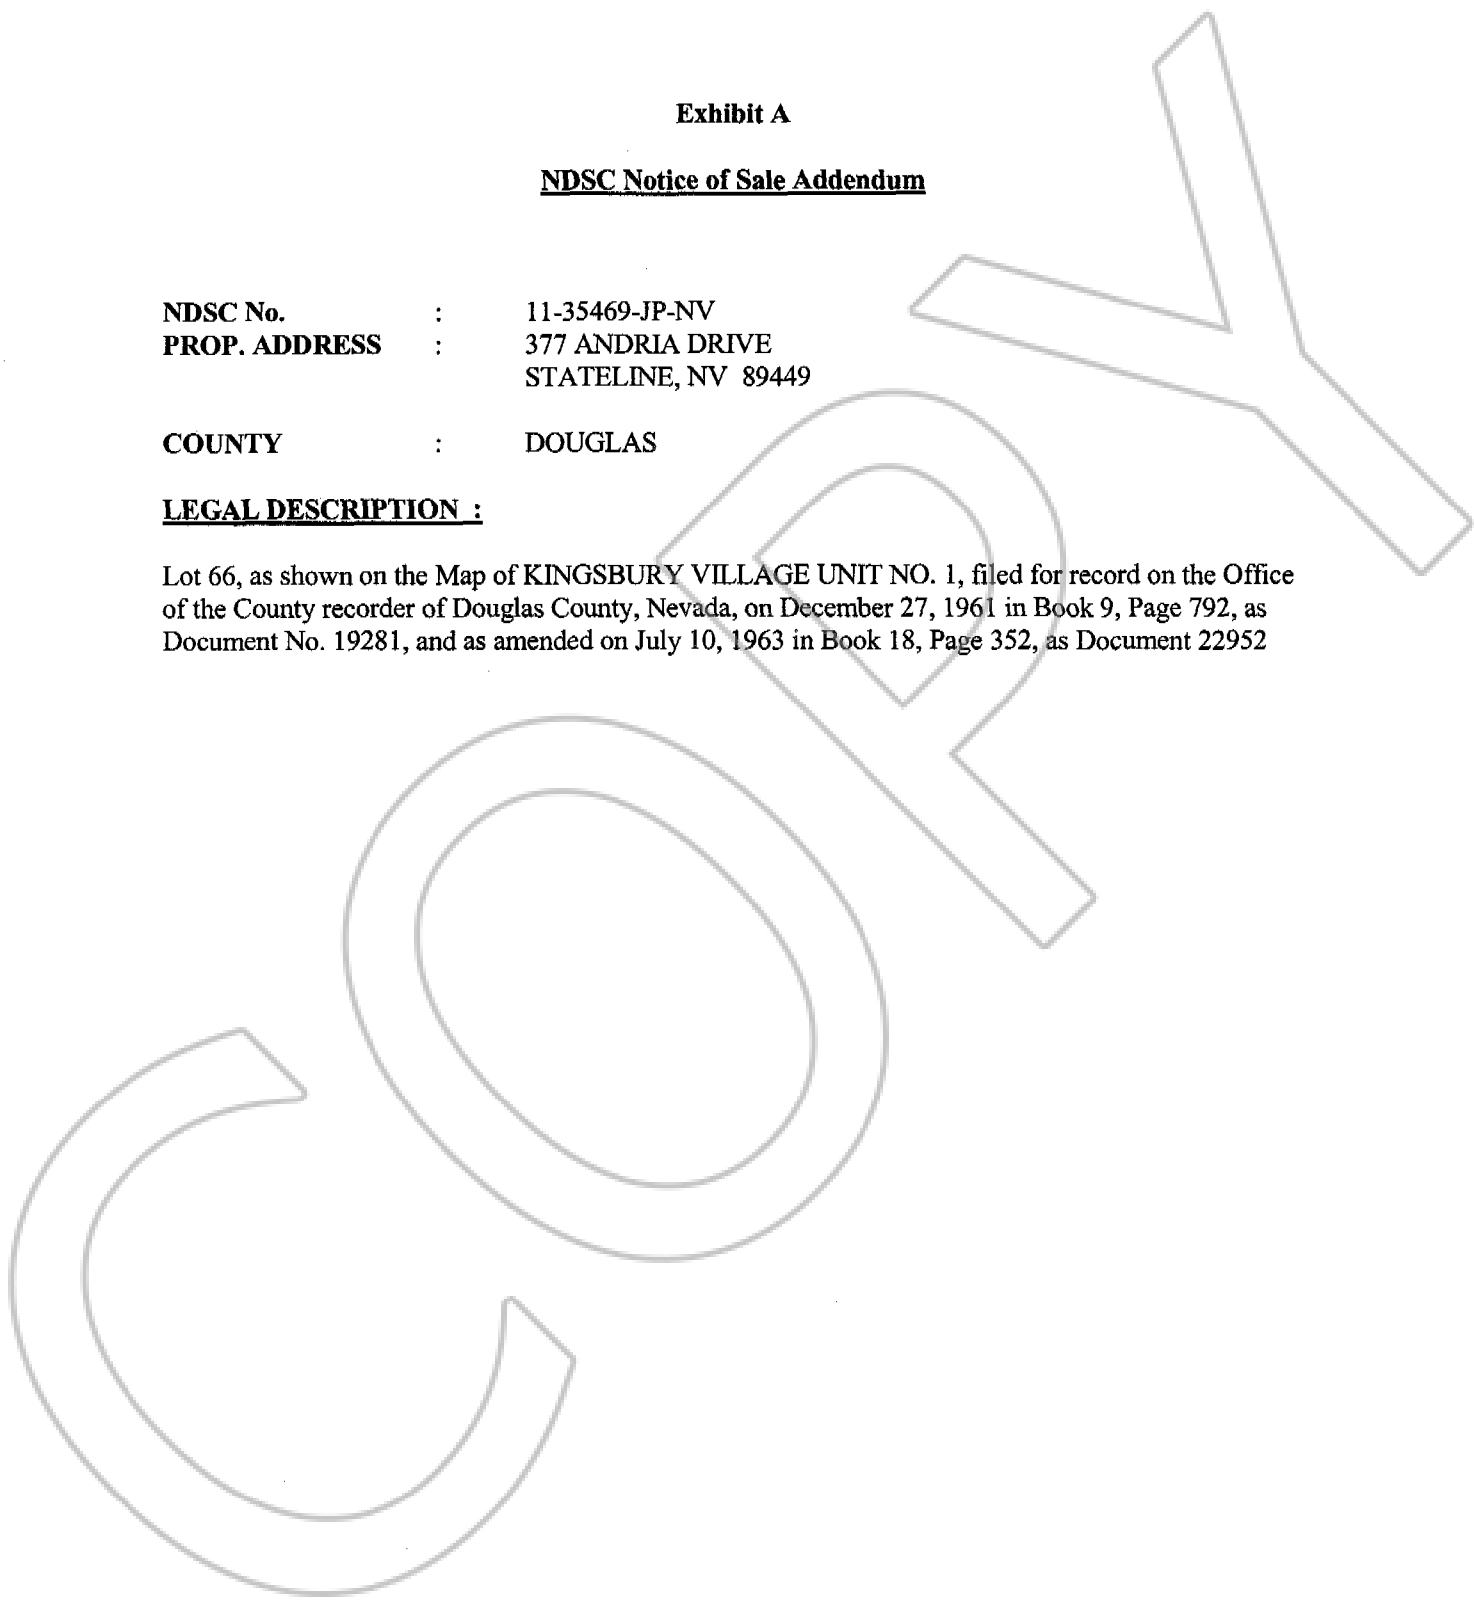 Exhibit A
NDSC Notice of Sale Addendum
NDSC No. : 11-35469-JP-NV
PROP. ADDRESS : 377 ANDRIA DRIVE
STATELINE, NV 89449
COUNTY : DOUGLAS
LEGAL DESCRIPTION :
Lot 66, as shown on the Map of KINGSBURY VILLAGE UNIT NO. 1, filed for record on the Office
of the County recorder of Douglas County, Nevada, on December 27, 1961 in Book 9, Page 792, as
Document No. 19281, and as amended on July 10, 1963 in Book 18, Page 352, as Document 22952
COPY